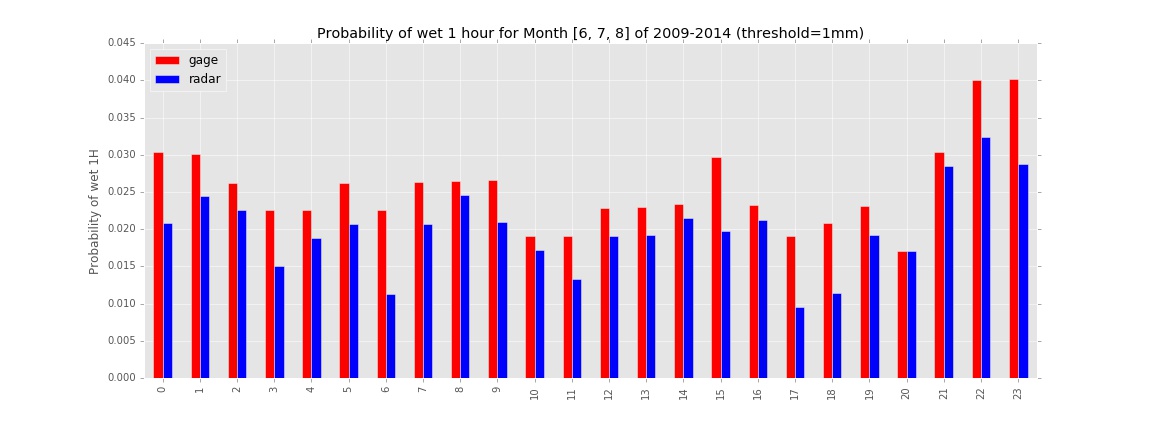 Probability of wet 1 hour for Month [6, 7, 8] of 2009-2014 (threshold=1mm)
0.045
0.040
0.035
0.030
0.025
0.020
0.015
0.010
0.005
0.000
Probability of wet 1H
gage
radar
0 1 2 3 4 5 6 7 8 9 10 11 12 13 14 15 16 17 18 19 20 21 22 23